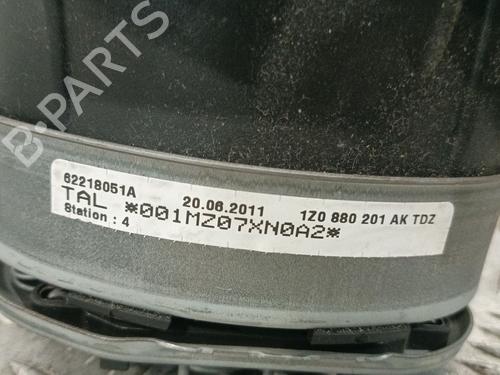 B-PARTS
62218051A 20.06.2011 1Z0 880 201 AK TDZ
TAL *001MZ07XN0A2*
Station : 4